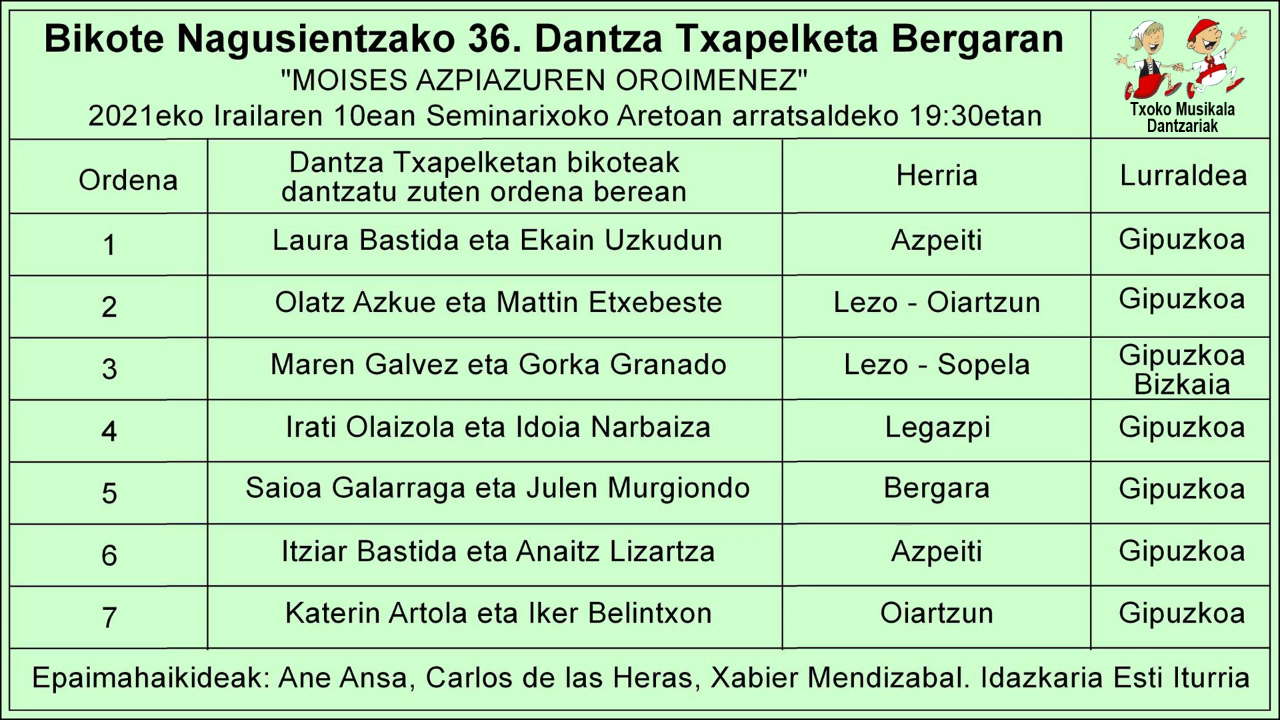 Bikote Nagusientzako 36. Dantza Txapelketa Bergaran
"MOISES AZPIAZUREN OROIMENEZ"
2021eko Irailaren 10ean Seminarixoko Aretoan arratsaldeko 19:30etan
Txoko Musikala
Dantzariak
Ordena
Dantza Txapelketan bikoteak
dantzatu zuten ordena berean
Herria
Lurraldea
1
Laura Bastida eta Ekain Uzkudun
Azpeiti
Gipuzkoa
2
Olatz Azkue eta Mattin Etxebeste
Lezo - Oiartzun
Gipuzkoa
3
Maren Galvez eta Gorka Granado
Lezo - Sopela
Gipuzkoa
Bizkaia
4
Irati Olaizola eta Idoia Narbaiza
Legazpi
Gipuzkoa
5
Saioa Galarraga eta Julen Murgiondo
Bergara
Gipuzkoa
6
Itziar Bastida eta Anaitz Lizartza
Azpeiti
Gipuzkoa
7
Katerin Artola eta Iker Belintxon
Oiartzun
Gipuzkoa
Epaimahaikideak: Ane Ansa, Carlos de las Heras, Xabier Mendizabal. Idazkaria Esti Iturria